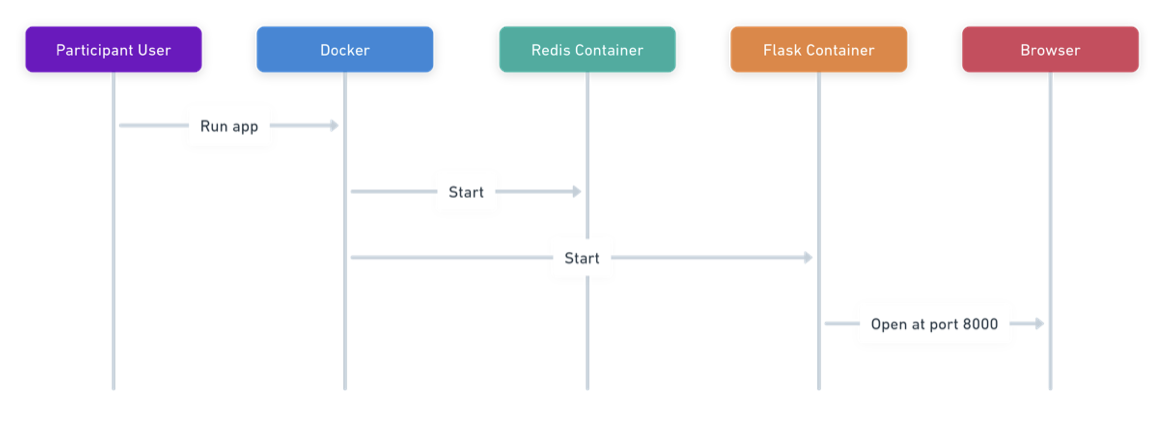 Participant User
Docker
Redis Container
Flask Container
Browser
Run app
Start
Start
Open at port 8000